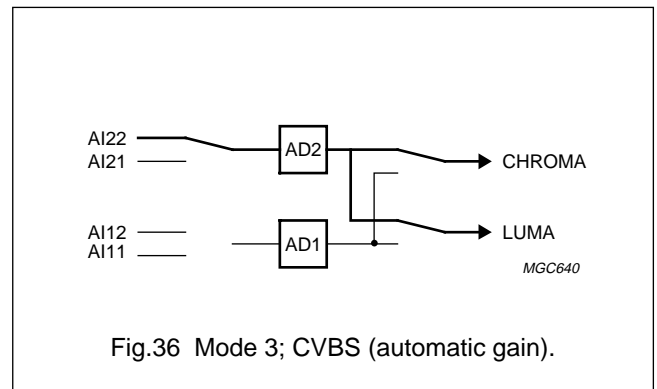 AI22
AI21
AD2
CHROMA
AI12
AI11
AD1
LUMA
MGC640
Fig.36 Mode 3; CVBS (automatic gain).